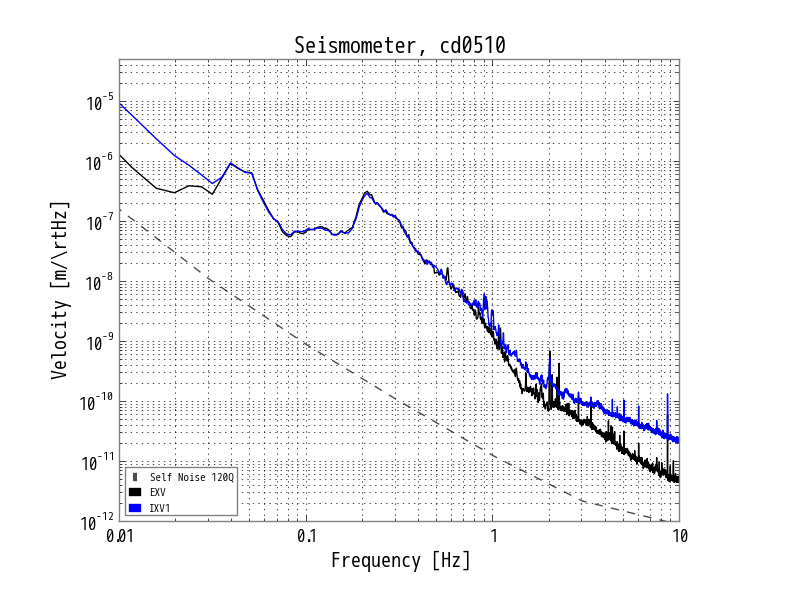 Seismometer, cd0510
Velocity [m/\rtHz]
10^-5
10^-6
10^-7
10^-8
10^-9
10^-10
10^-11
10^-12
Self Noise 120Q
EXV
IXV1
0.01 0.1 1 10
Frequency [Hz]